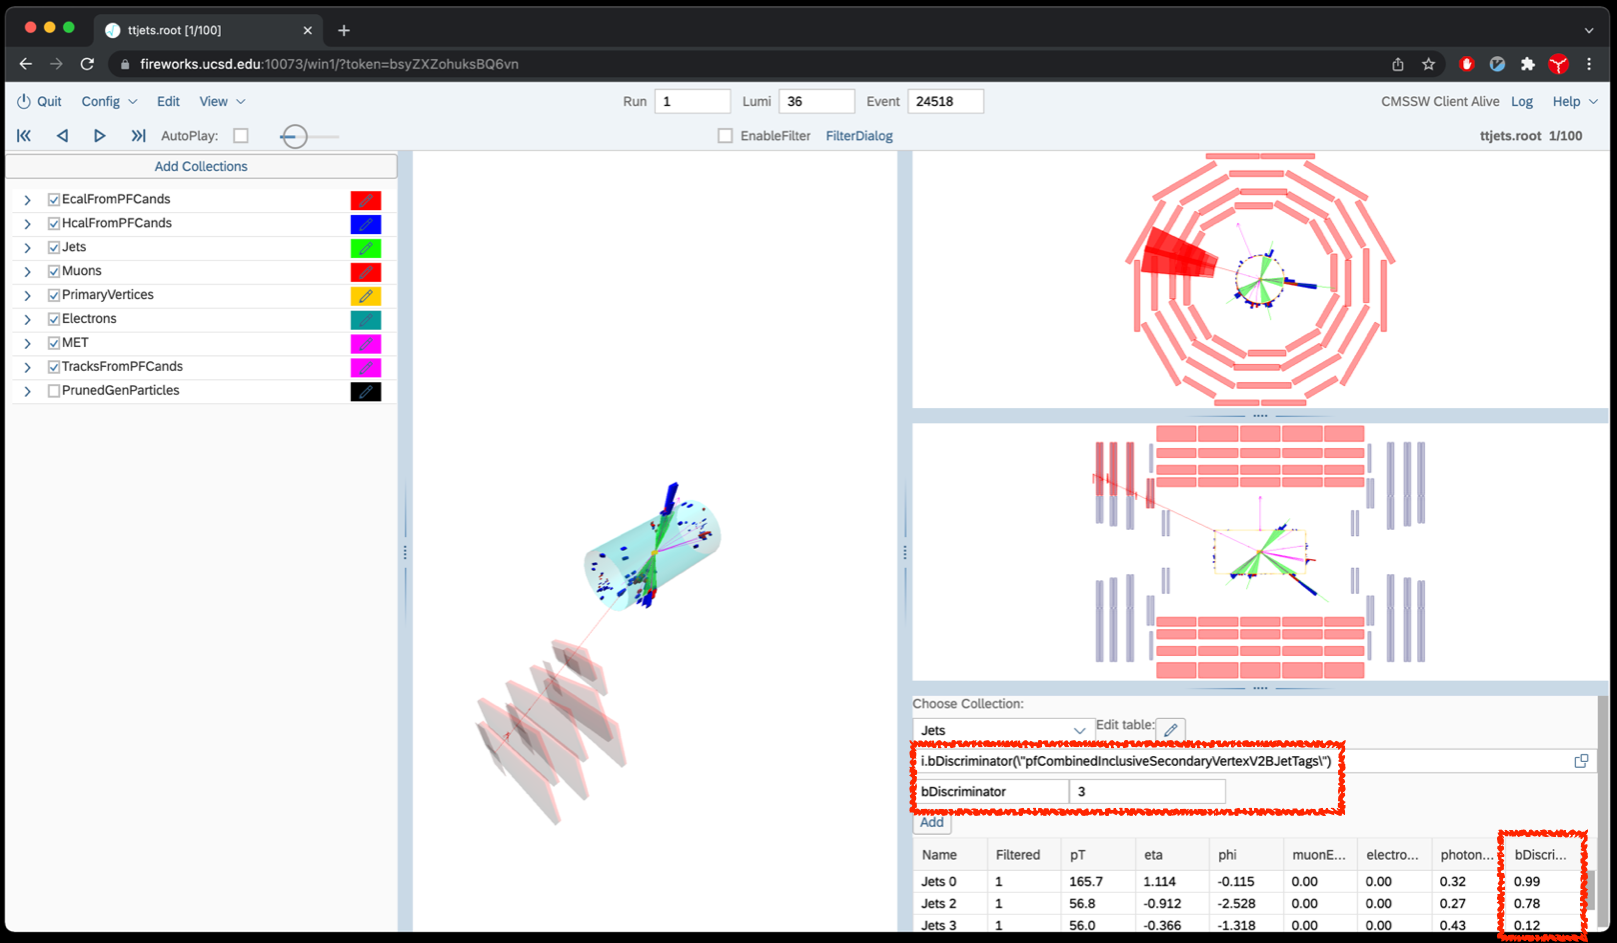 ttjets.root [1/100]
fireworks.ucsd.edu:10073/win1/?token=bsyZXZohuksBQ6vn
Quit Config Edit View Run 1 Lumi 36 Event 24518 CMSSW Client Alive Log Help
AutoPlay: EnableFilter FilterDialog ttjets.root 1/100
Add Collections
EcalFromPFCands
HcalFromPFCands
Jets
Muons
PrimaryVertices
Electrons
MET
TracksFromPFCands
PrunedGenParticles
Choose Collection:
Jets Edit table:
i.bDiscriminator(\"pfCombinedInclusiveSecondaryVertexV2BJetTags\")
bDiscriminator 3
Add
Name Filtered pT eta phi muonE... electro... photon... bDiscri...
Jets 0 1 165.7 1.114 -0.115 0.00 0.00 0.32 0.99
Jets 2 1 56.8 -0.912 -2.528 0.00 0.00 0.27 0.78
Jets 3 1 56.0 -0.366 -1.318 0.00 0.00 0.43 0.12